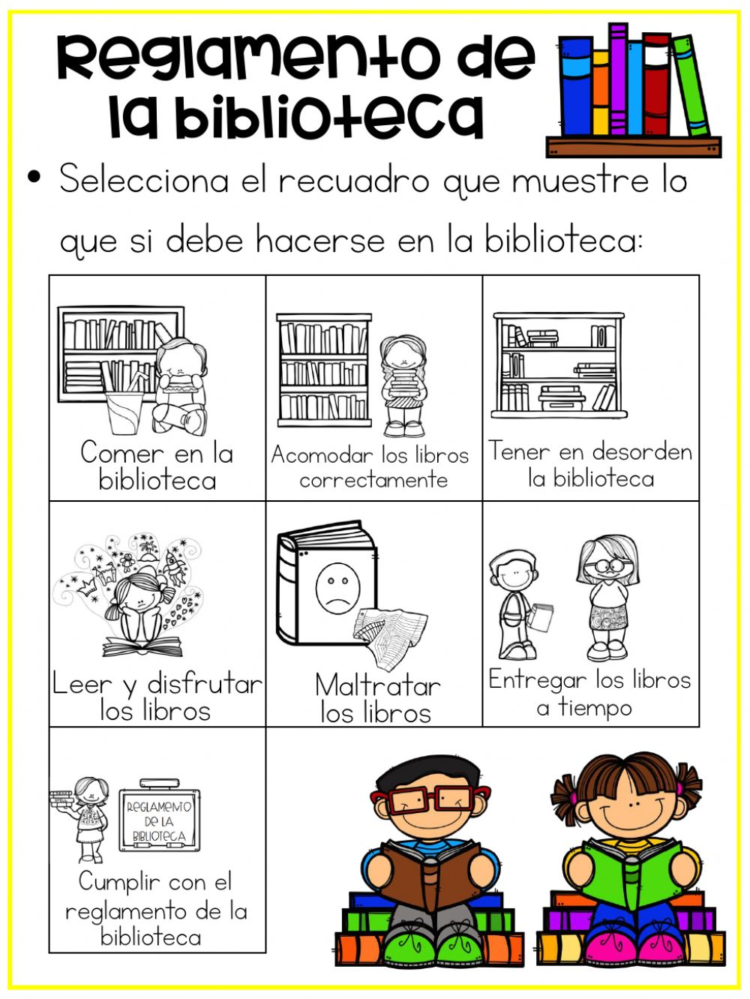 Reglamento de
la biblioteca
• Selecciona el recuadro que muestre lo
que si debe hacerse en la biblioteca:
Comer en la
biblioteca
Acomodar los libros
correctamente
Tener en desorden
la biblioteca
Leer y disfrutar
los libros
Maltratar
los libros
Entregar los libros
a tiempo
REGLAMENTO
DE LA
BIBLIOTECA
Cumplir con el
reglamento de la
biblioteca